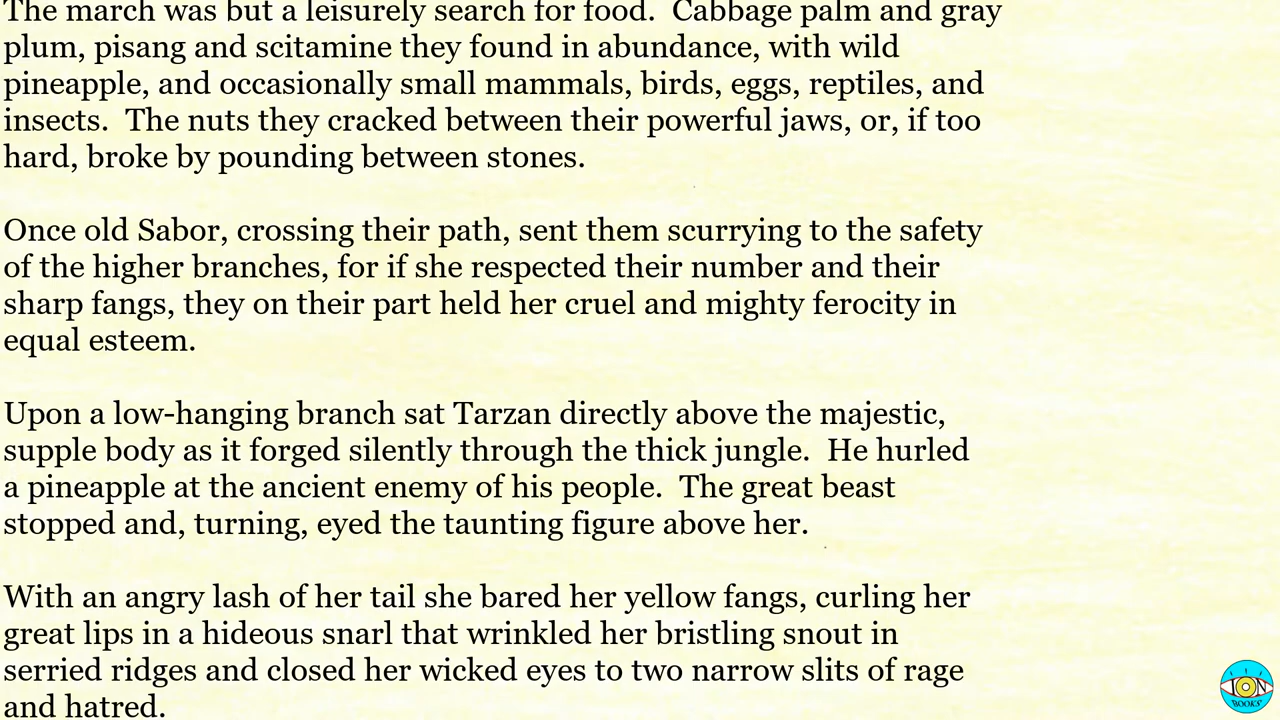 The march was but a leisurely search for food.  Cabbage palm and gray
plum, pisang and scitamine they found in abundance, with wild
pineapple, and occasionally small mammals, birds, eggs, reptiles, and
insects.  The nuts they cracked between their powerful jaws, or, if too
hard, broke by pounding between stones.
Once old Sabor, crossing their path, sent them scurrying to the safety
of the higher branches, for if she respected their number and their
sharp fangs, they on their part held her cruel and mighty ferocity in
equal esteem.
Upon a low-hanging branch sat Tarzan directly above the majestic,
supple body as it forged silently through the thick jungle.  He hurled
a pineapple at the ancient enemy of his people.  The great beast
stopped and, turning, eyed the taunting figure above her.
With an angry lash of her tail she bared her yellow fangs, curling her
great lips in a hideous snarl that wrinkled her bristling snout in
serried ridges and closed her wicked eyes to two narrow slits of rage
and hatred.
ION
BOOKS